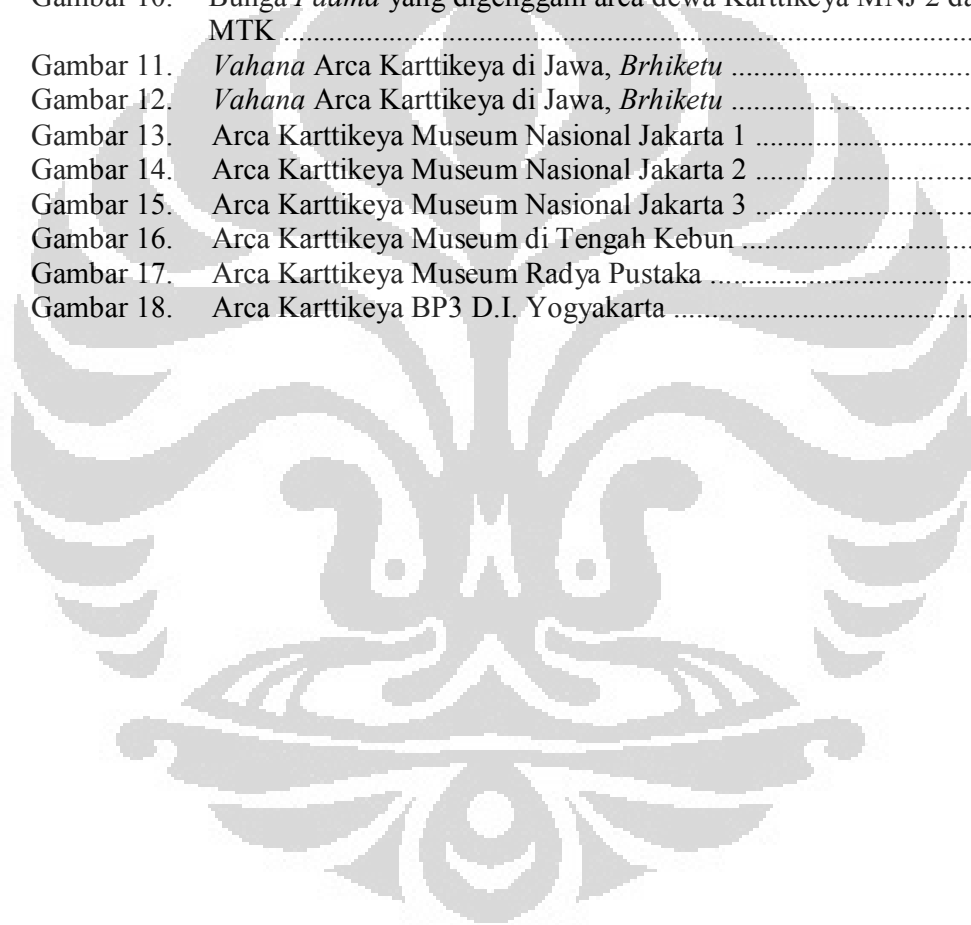 Gambar 10. Bunga Padma yang digenggam arca dewa Karttikeya MNJ 2 da
MTK ........................................................................................
Gambar 11. Vahana Arca Karttikeya di Jawa, Brhiketu ................................
Gambar 12. Vahana Arca Karttikeya di Jawa, Brhiketu ................................
Gambar 13. Arca Karttikeya Museum Nasional Jakarta 1 .............................
Gambar 14. Arca Karttikeya Museum Nasional Jakarta 2 .............................
Gambar 15. Arca Karttikeya Museum Nasional Jakarta 3 .............................
Gambar 16. Arca Karttikeya Museum di Tengah Kebun ..............................
Gambar 17. Arca Karttikeya Museum Radya Pustaka ...................................
Gambar 18. Arca Karttikeya BP3 D.I. Yogyakarta ........................................